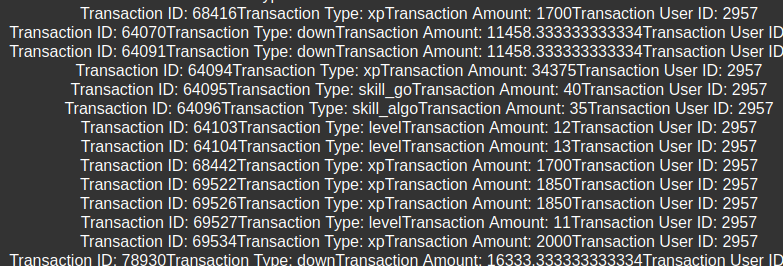 Transaction ID: 68416Transaction Type: xpTransaction Amount: 1700Transaction User ID: 2957
Transaction ID: 64070Transaction Type: downTransaction Amount: 11458.333333333334Transaction User ID
Transaction ID: 64091Transaction Type: downTransaction Amount: 11458.333333333334Transaction User ID
Transaction ID: 64094Transaction Type: xpTransaction Amount: 34375Transaction User ID: 2957
Transaction ID: 64095Transaction Type: skill_goTransaction Amount: 40Transaction User ID: 2957
Transaction ID: 64096Transaction Type: skill_algoTransaction Amount: 35Transaction User ID: 2957
Transaction ID: 64103Transaction Type: levelTransaction Amount: 12Transaction User ID: 2957
Transaction ID: 64104Transaction Type: levelTransaction Amount: 13Transaction User ID: 2957
Transaction ID: 68442Transaction Type: xpTransaction Amount: 1700Transaction User ID: 2957
Transaction ID: 69522Transaction Type: xpTransaction Amount: 1850Transaction User ID: 2957
Transaction ID: 69526Transaction Type: xpTransaction Amount: 1850Transaction User ID: 2957
Transaction ID: 69527Transaction Type: levelTransaction Amount: 11Transaction User ID: 2957
Transaction ID: 69534Transaction Type: xpTransaction Amount: 2000Transaction User ID: 2957
Transaction ID: 78930Transaction Type: downTransaction Amount: 16333.333333333334Transaction User ID